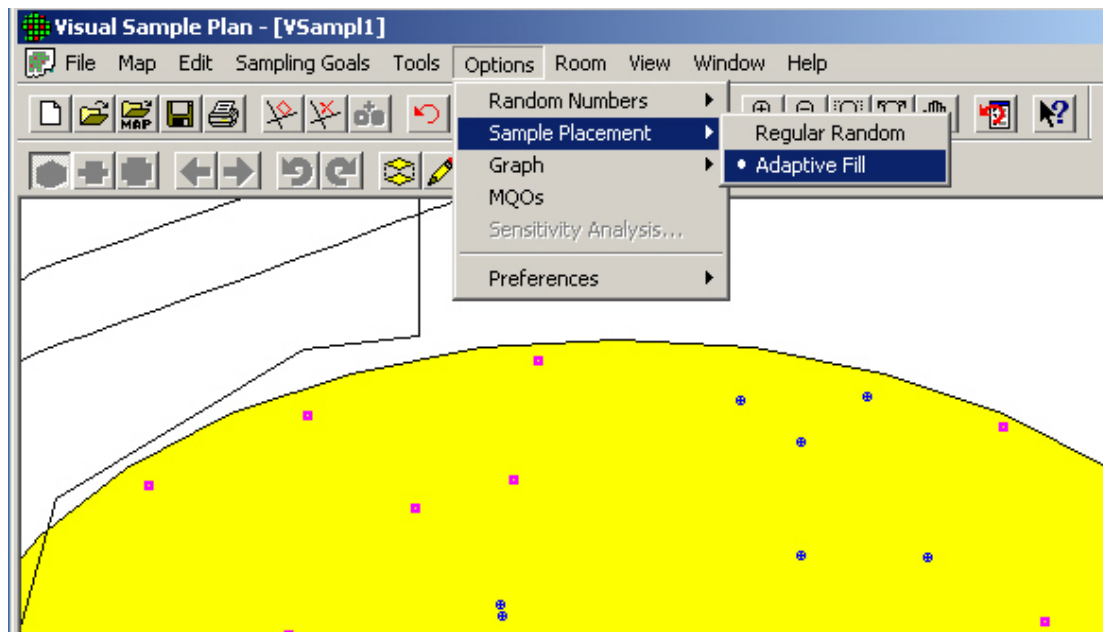 Visual Sample Plan - [VSampl1]
File Map Edit Sampling Goals Tools Options Room View Window Help
MAP
Random Numbers
Sample Placement
Regular Random
Graph
Adaptive Fill
MQOs
Sensitivity Analysis...
Preferences